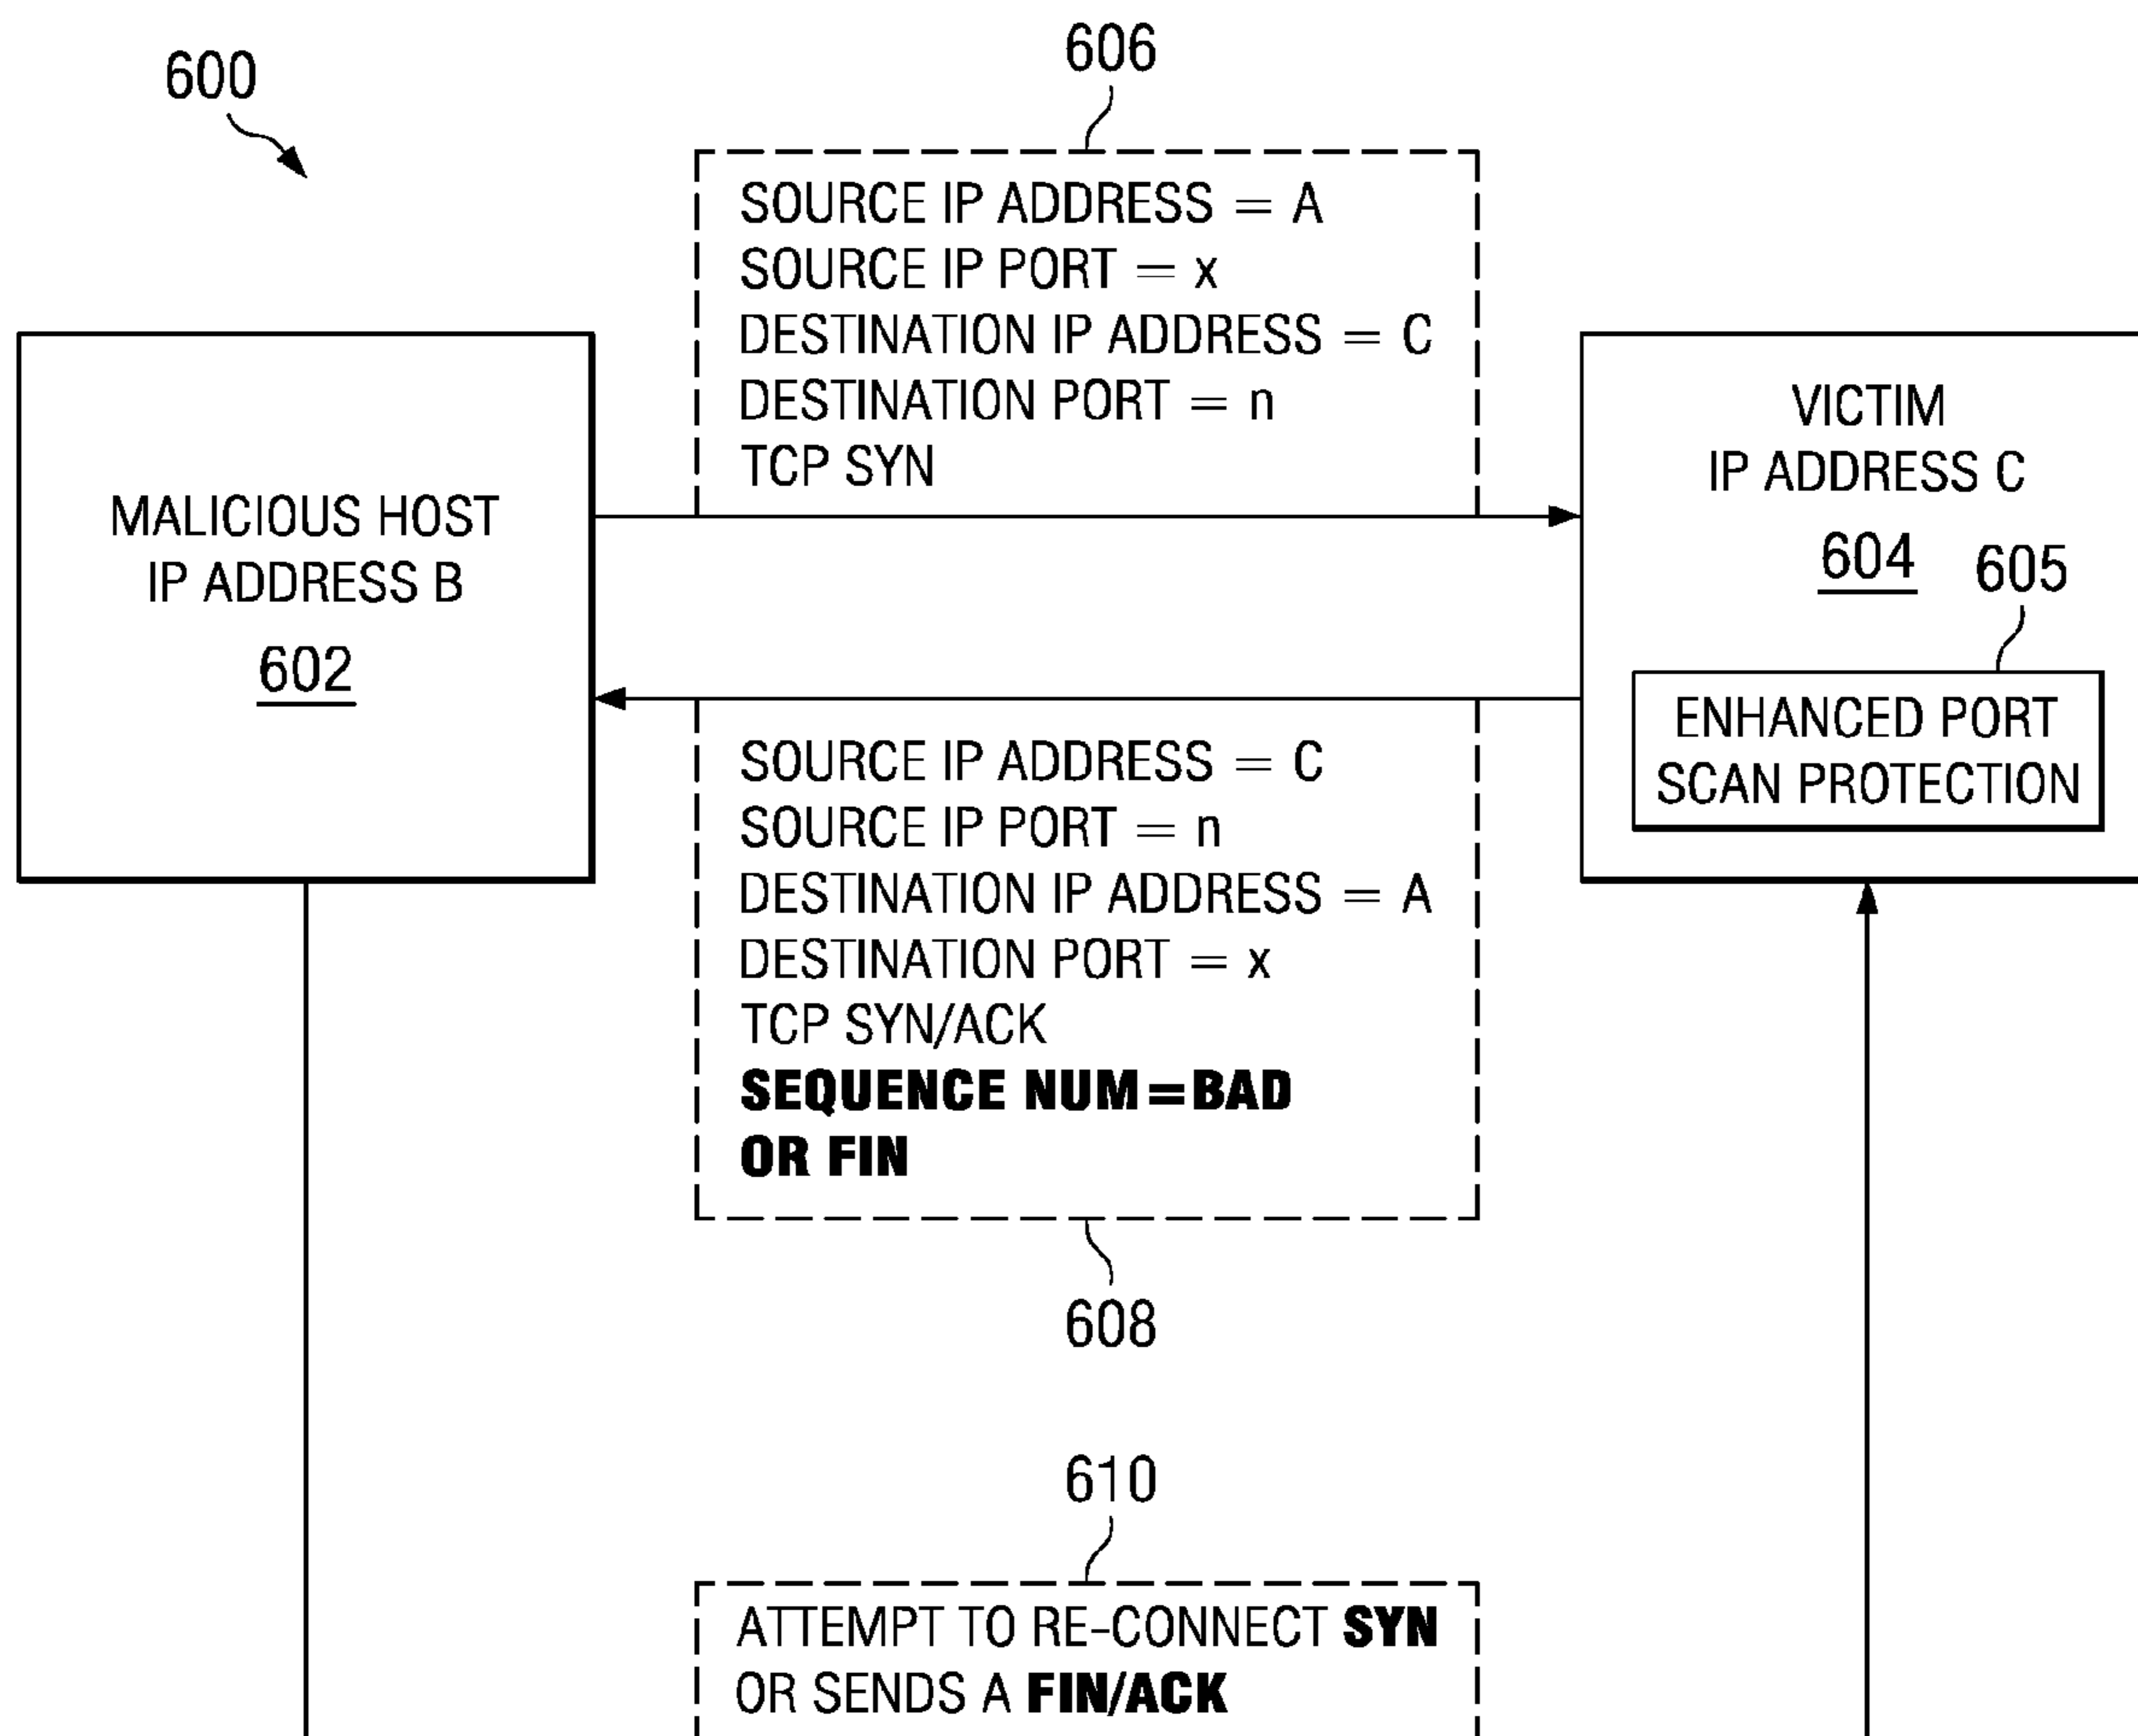 600
606
SOURCE IP ADDRESS = A
SOURCE IP PORT = x
DESTINATION IP ADDRESS = C
DESTINATION PORT = n
TCP SYN
MALICIOUS HOST
IP ADDRESS B
602
VICTIM
IP ADDRESS C
604
605
ENHANCED PORT
SCAN PROTECTION
SOURCE IP ADDRESS = C
SOURCE IP PORT = n
DESTINATION IP ADDRESS = A
DESTINATION PORT = x
TCP SYN/ACK
SEQUENCE NUM=BAD
OR FIN
608
610
ATTEMPT TO RE-CONNECT SYN
OR SENDS A FIN/ACK